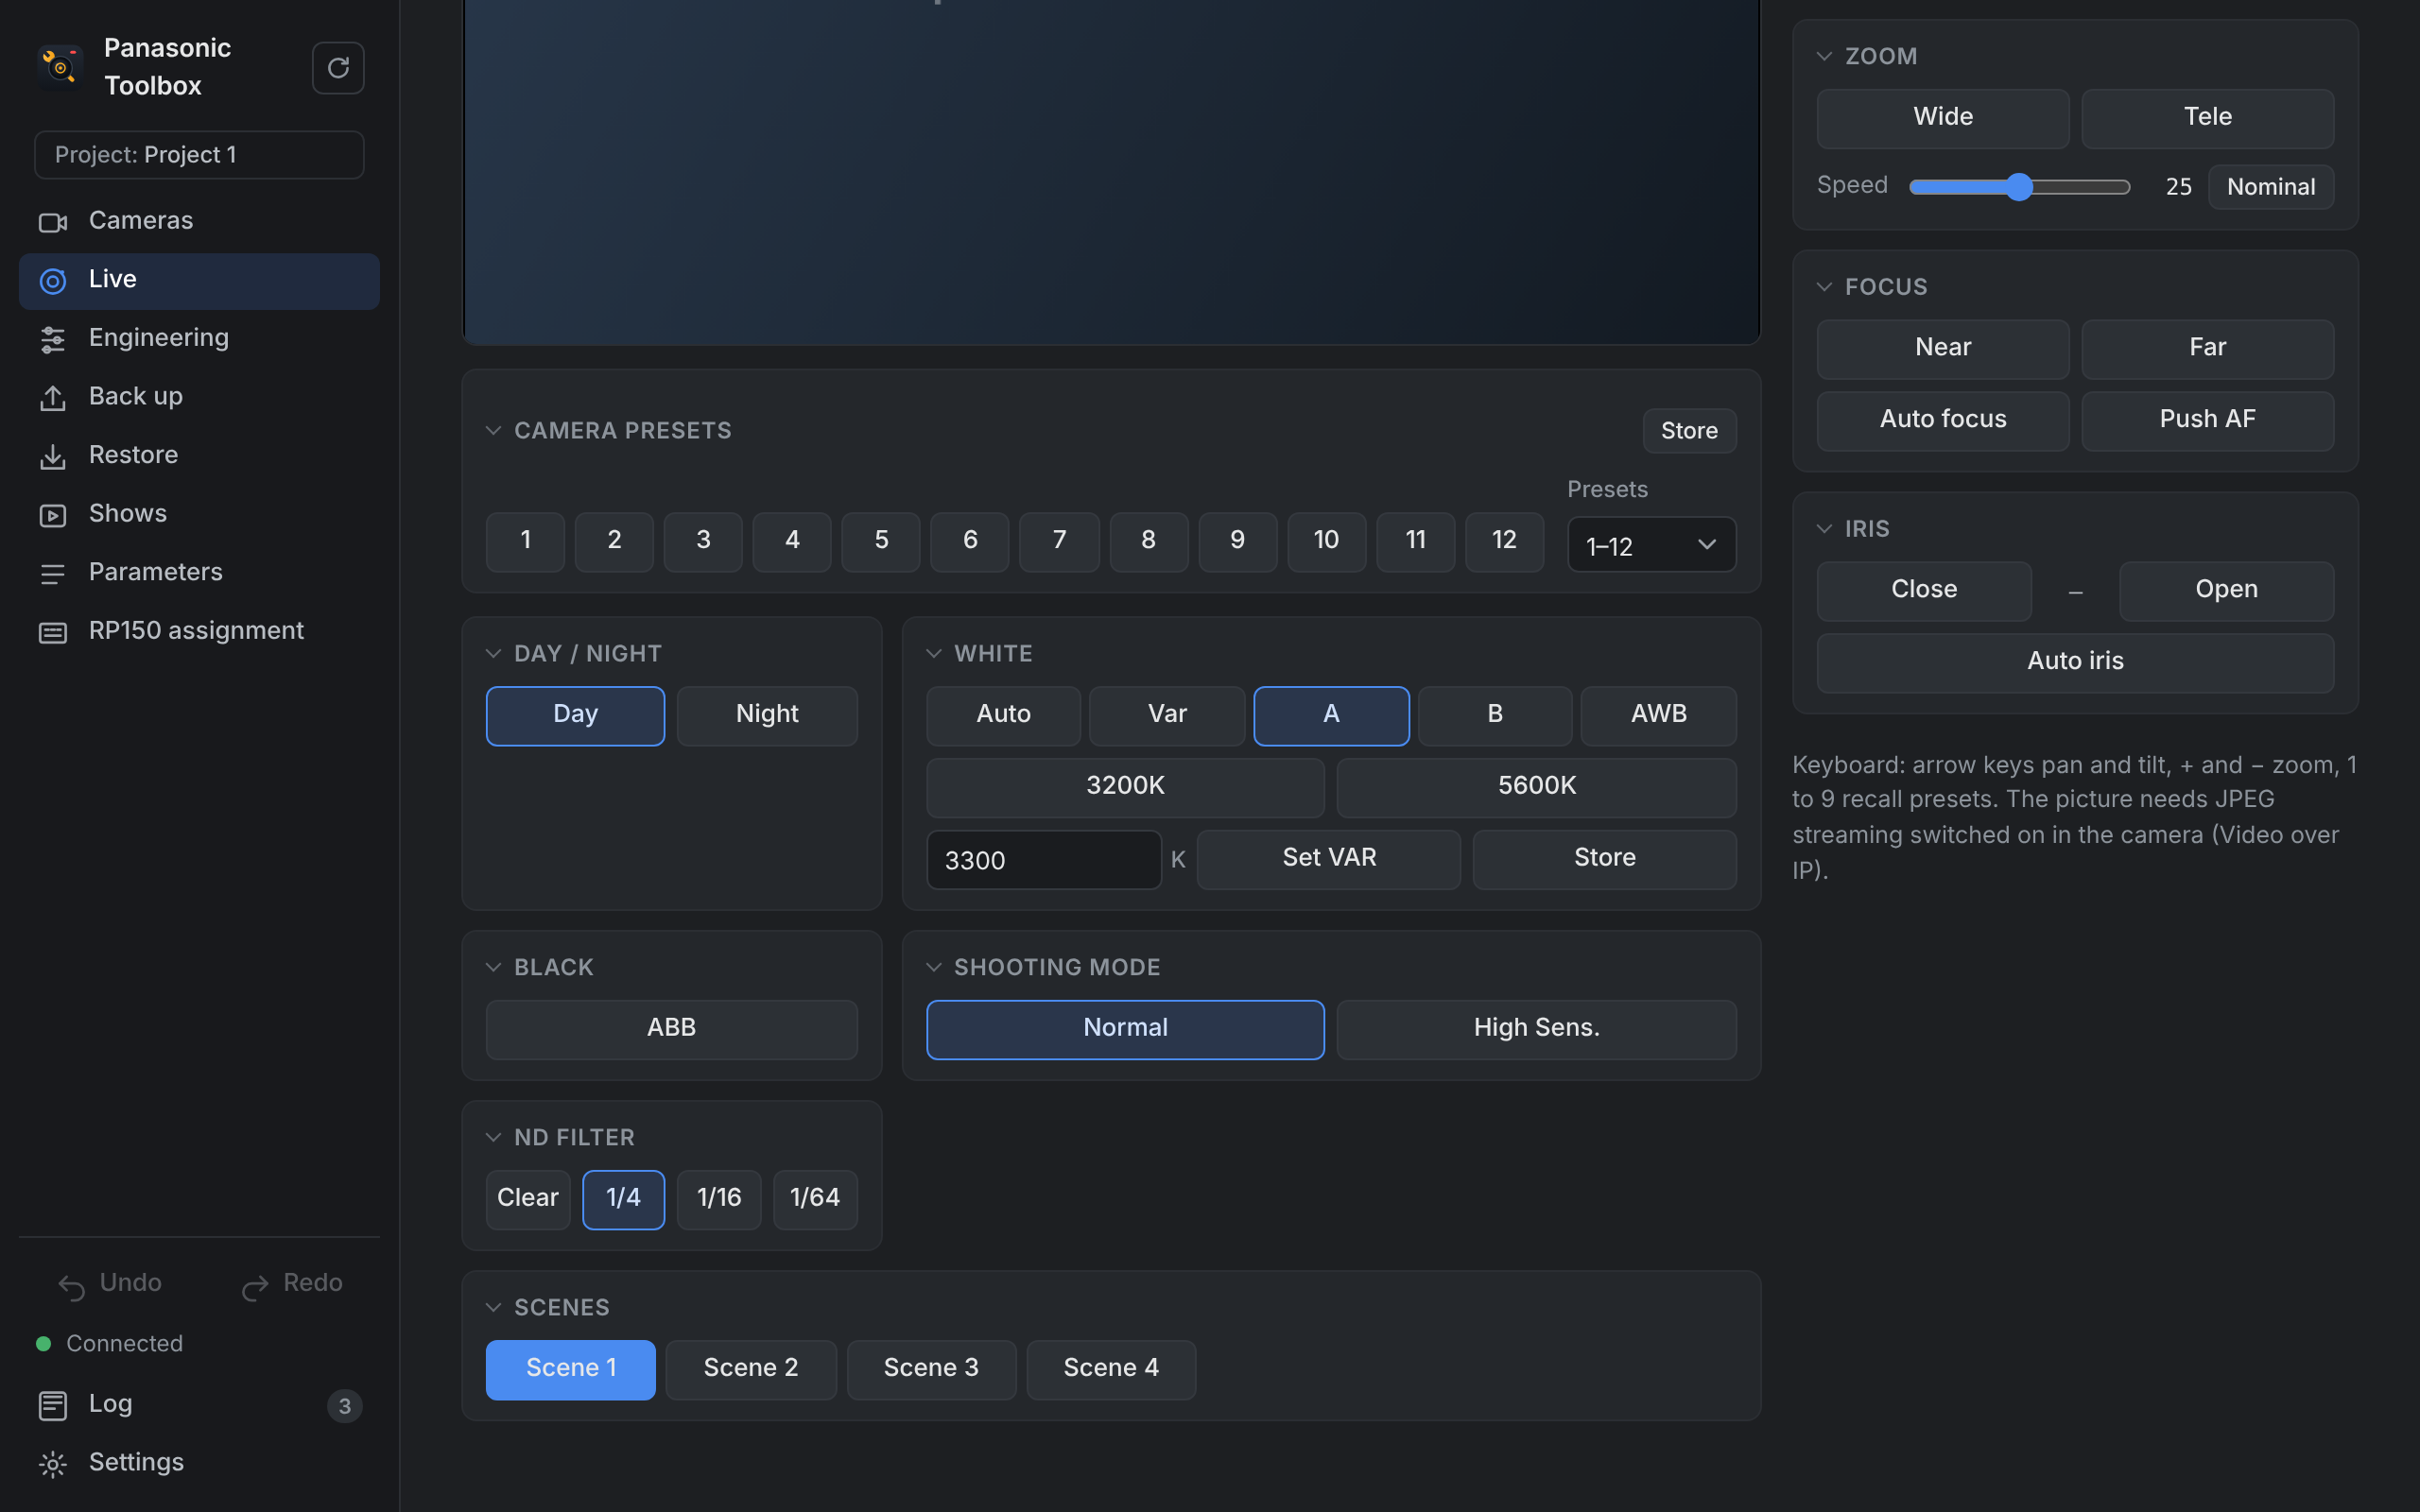 Panasonic
Toolbox
Project: Project 1
Cameras
Live
Engineering
Back up
Restore
Shows
Parameters
RP150 assignment
Undo Redo
Connected
Log 3
Settings
CAMERA PRESETS Store
Presets
1 2 3 4 5 6 7 8 9 10 11 12 1–12
DAY / NIGHT
Day Night
WHITE
Auto Var A B AWB
3200K 5600K
3300 K Set VAR Store
BLACK
ABB
SHOOTING MODE
Normal High Sens.
ND FILTER
Clear 1/4 1/16 1/64
SCENES
Scene 1 Scene 2 Scene 3 Scene 4
ZOOM
Wide Tele
Speed 25 Nominal
FOCUS
Near Far
Auto focus Push AF
IRIS
Close – Open
Auto iris
Keyboard: arrow keys pan and tilt, + and − zoom, 1
to 9 recall presets. The picture needs JPEG
streaming switched on in the camera (Video over
IP).